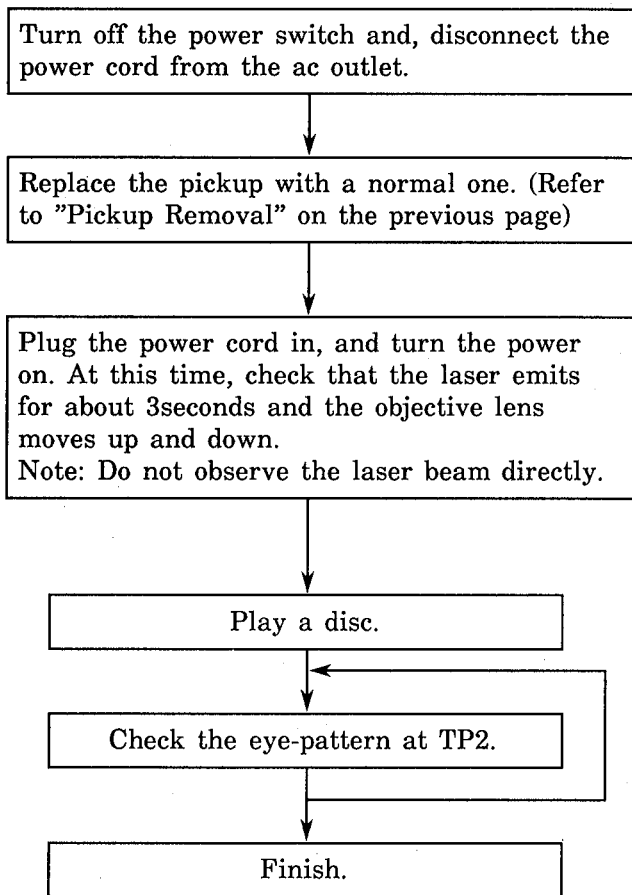 Turn off the power switch and, disconnect the
power cord from the ac outlet.
Replace the pickup with a normal one. (Refer
to ”Pickup Removal” on the previous page)
Plug the power cord in, and turn the power
on. At this time, check that the laser emits
for about 3seconds and the objective lens
moves up and down.
Note: Do not observe the laser beam directly.
Play a disc.
Check the eye-pattern at TP2.
Finish.